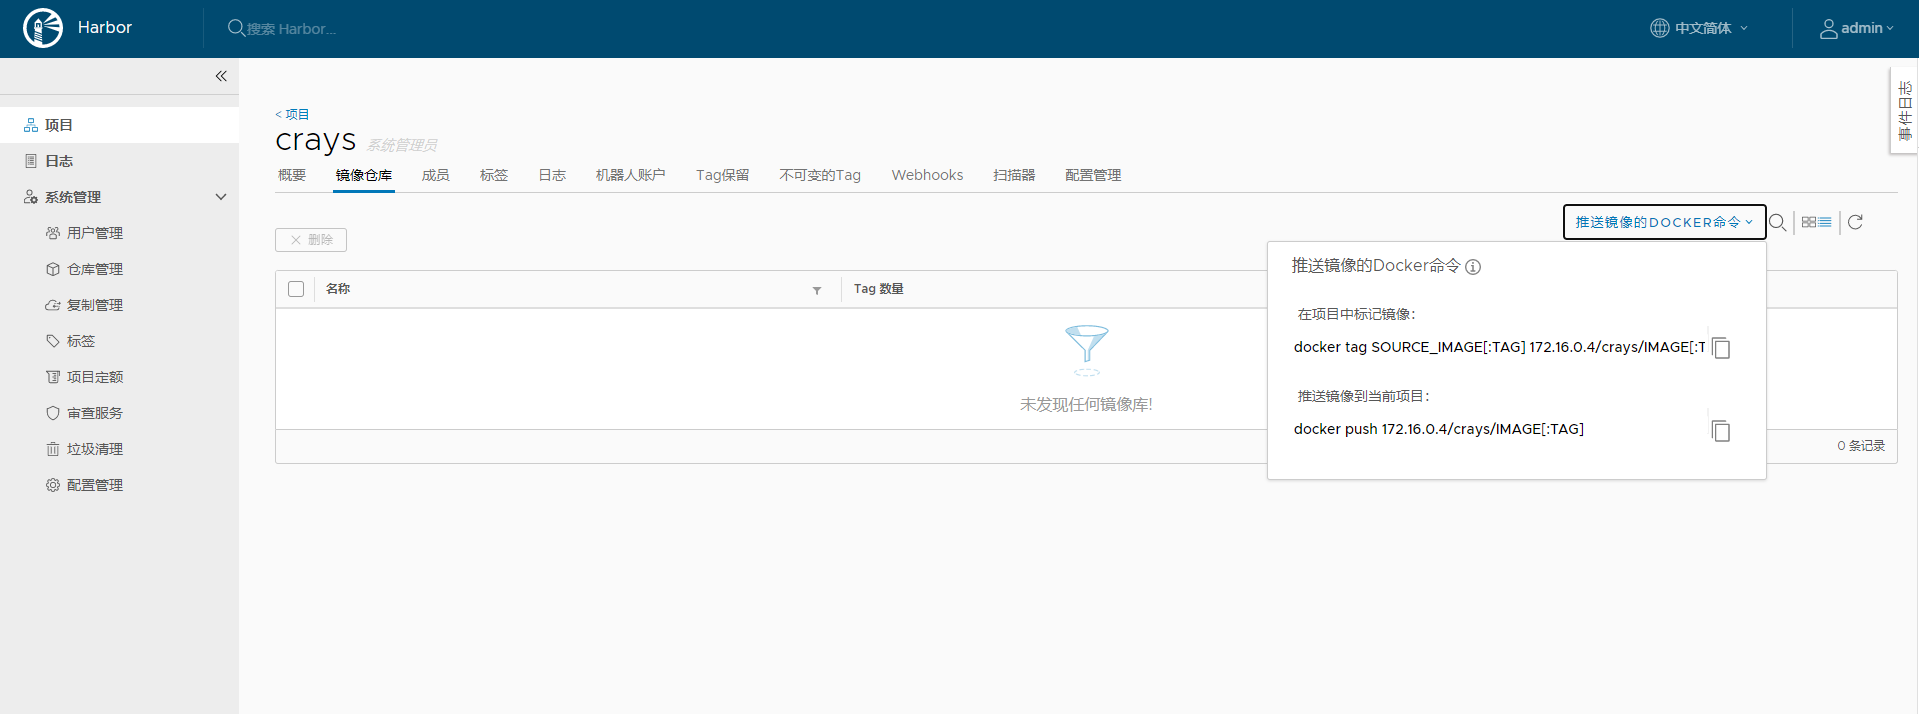 Harbor
搜索 Harbor...
中文简体
admin
事件日志
项目
日志
系统管理
用户管理
仓库管理
复制管理
标签
项目定额
审查服务
垃圾清理
配置管理
< 项目
crays 系统管理员
概要 镜像仓库 成员 标签 日志 机器人账户 Tag保留 不可变的Tag Webhooks 扫描器 配置管理
删除
推送镜像的DOCKER命令
名称 Tag 数量
未发现任何镜像库!
0 条记录
推送镜像的Docker命令
在项目中标记镜像：
docker tag SOURCE_IMAGE[:TAG] 172.16.0.4/crays/IMAGE[:T
推送镜像到当前项目：
docker push 172.16.0.4/crays/IMAGE[:TAG]